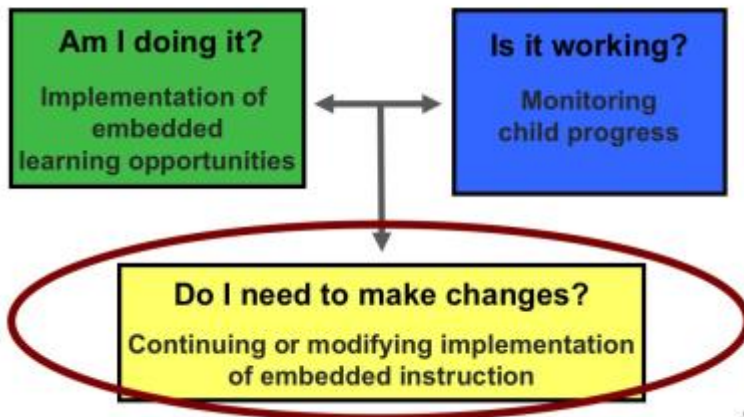 Am I doing it?
Implementation of
embedded
learning opportunities
Is it working?
Monitoring
child progress
Do I need to make changes?
Continuing or modifying implementation
of embedded instruction